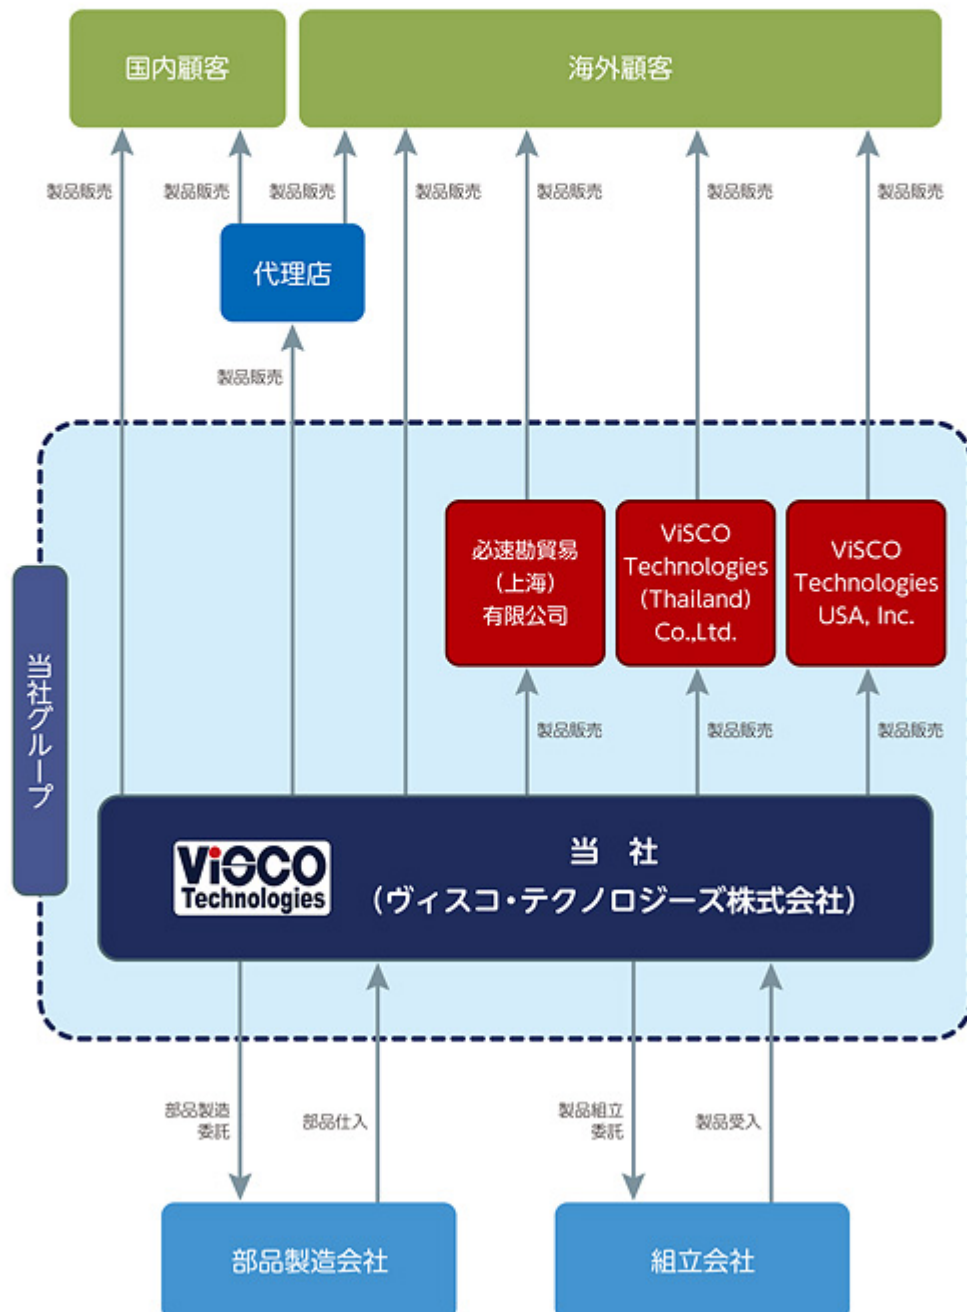 国内顧客
海外顧客
製品販売
製品販売
製品販売
製品販売
製品販売
製品販売
製品販売
代理店
製品販売
必速勘貿易
（上海）
有限公司
ViSCO
Technologies
(Thailand)
Co.,Ltd.
ViSCO
Technologies
USA, Inc.
当社グループ
製品販売
製品販売
製品販売
ViSCO
Technologies
当 社
（ヴィスコ・テクノロジーズ株式会社）
部品製造
委託
部品仕入
製品組立
委託
製品受入
部品製造会社
組立会社